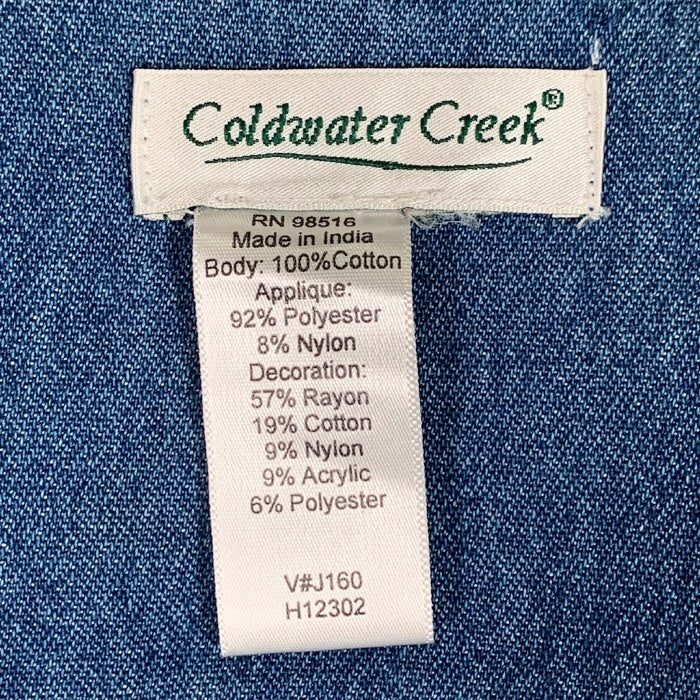 Coldwater Creek®
RN 98516
Made in India
Body: 100%Cotton
Applique:
92% Polyester
8% Nylon
Decoration:
57% Rayon
19% Cotton
9% Nylon
9% Acrylic
6% Polyester
V#J160
H12302